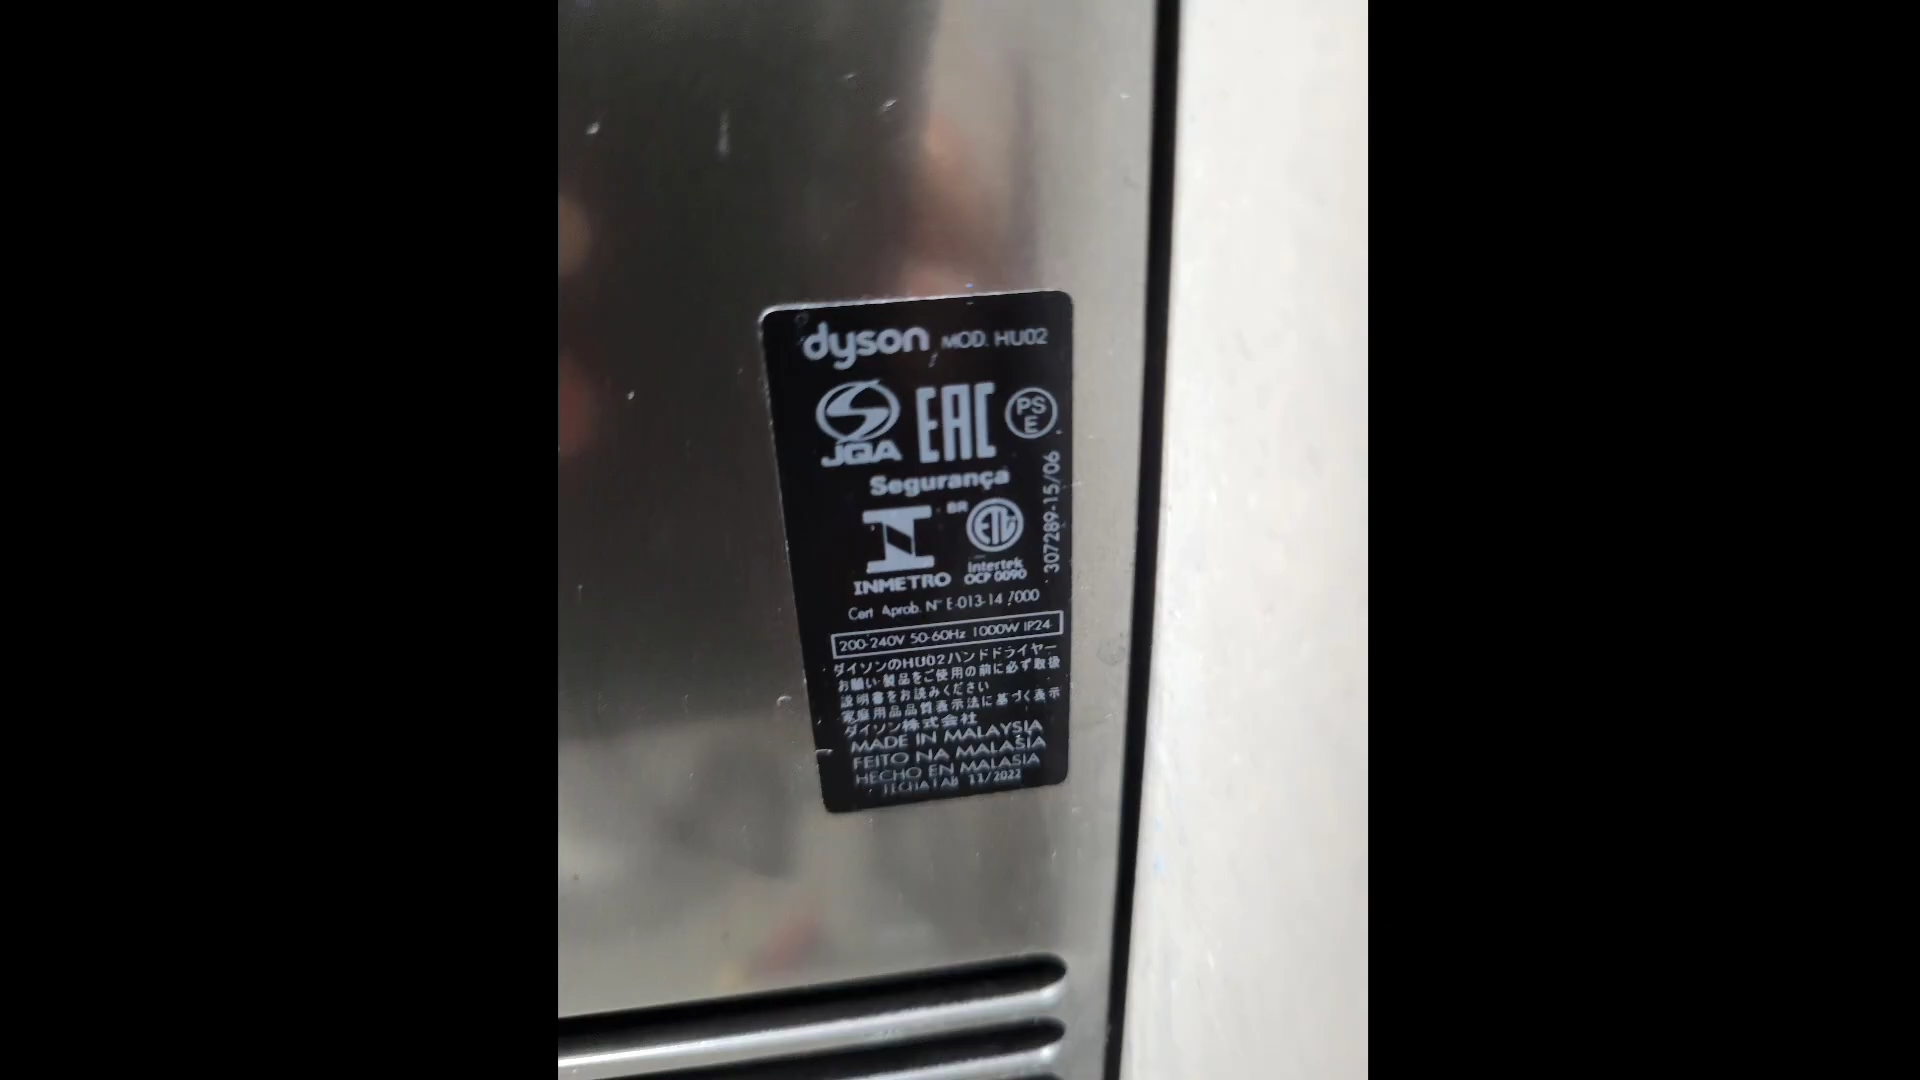 dyson MOD. HU02
JQA EAC PS E
Segurança
BR ETL
Intertek
INMETRO OCP 0090
307289-15/06
Cert Aprob. N° E-013-14
200-240V 50-60Hz 1000W IP24
ダイソンのHU02ハンドドライヤー
お願い 製品をご使用の前に必ず取扱
説明書をお読みください
家庭用品品質表示法に基づく表示
ダイソン株式会社
MADE IN MALAYSIA
FEITO NA MALASIA
HECHO EN MALASIA
11/2022